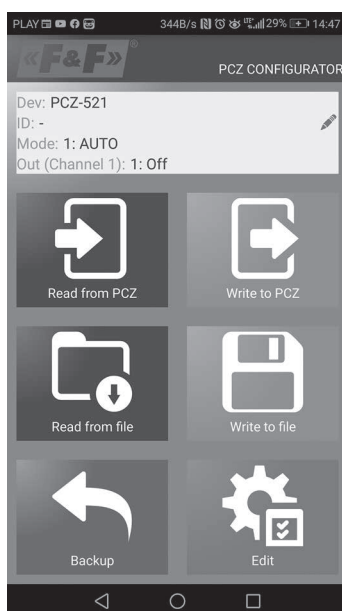 PLAY 344B/s LTE 29% 14:47
«F&F»®
PCZ CONFIGURATOR
Dev: PCZ-521
ID: -
Mode: 1: AUTO
Out (Channel 1): 1: Off
Read from PCZ Write to PCZ
Read from file Write to file
Backup Edit